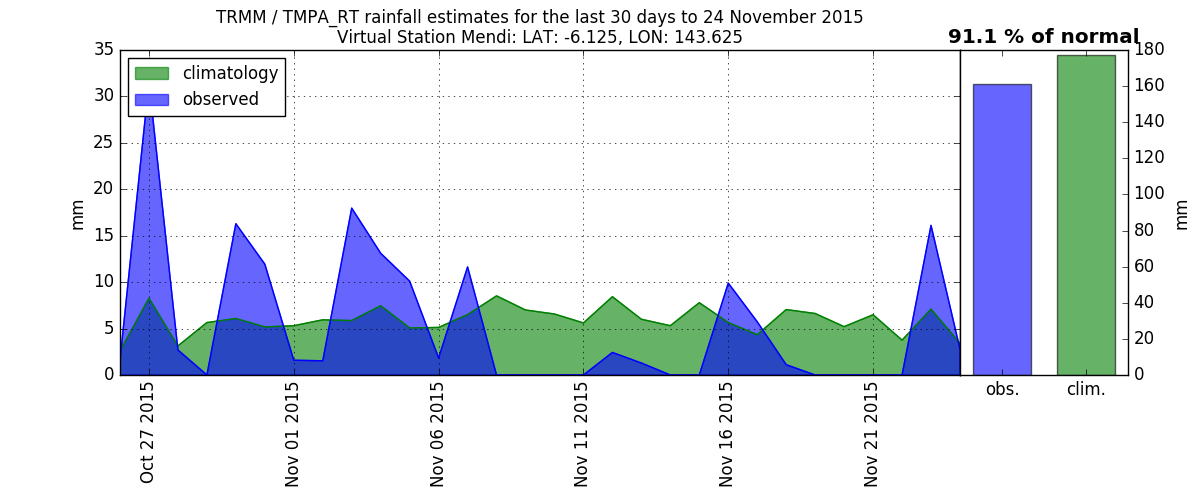 TRMM / TMPA_RT rainfall estimates for the last 30 days to 24 November 2015
Virtual Station Mendi: LAT: -6.125, LON: 143.625
91.1 % of normal
climatology
observed
35
30
25
20
15
10
5
0
mm
Oct 27 2015
Nov 01 2015
Nov 06 2015
Nov 11 2015
Nov 16 2015
Nov 21 2015
obs.
clim.
180
160
140
120
100
80
60
40
20
0
mm